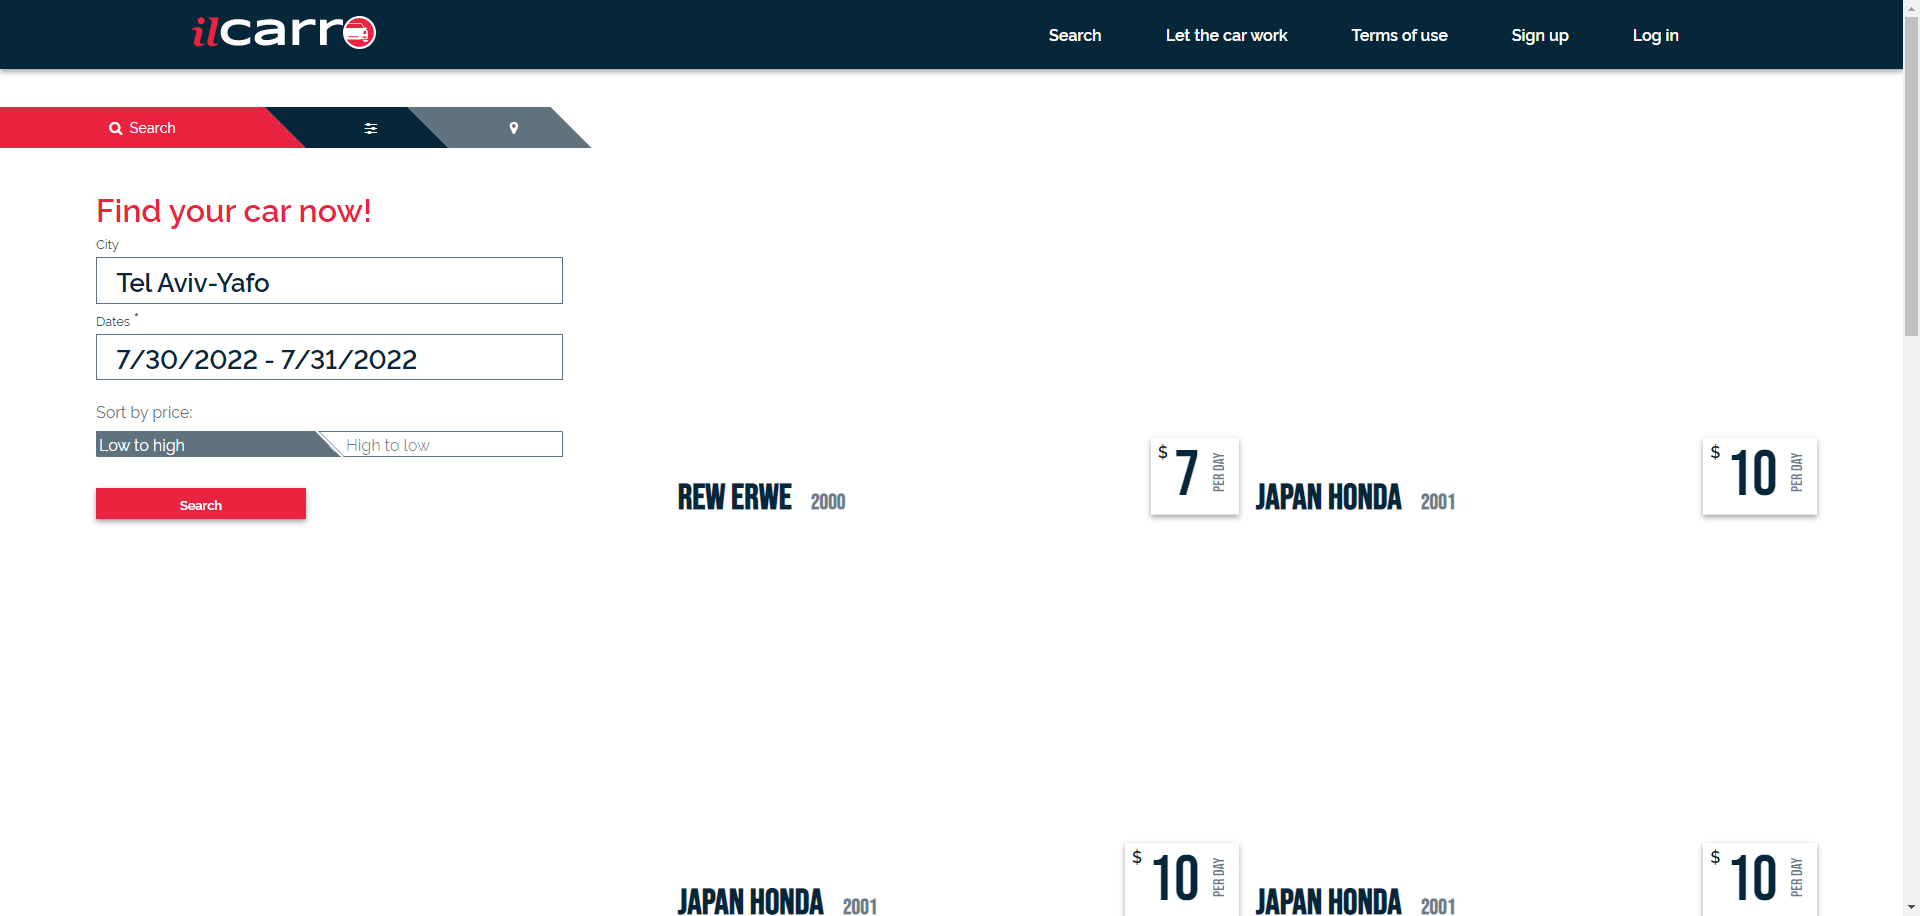 ilcarro
Search Let the car work Terms of use Sign up Log in
Search
Find your car now!
City
Tel Aviv-Yafo
Dates *
7/30/2022 - 7/31/2022
Sort by price:
Low to high High to low
Search
REW ERWE 2000
$ 7 PER DAY
JAPAN HONDA 2001
$ 10 PER DAY
JAPAN HONDA 2001
$ 10 PER DAY
JAPAN HONDA 2001
$ 10 PER DAY